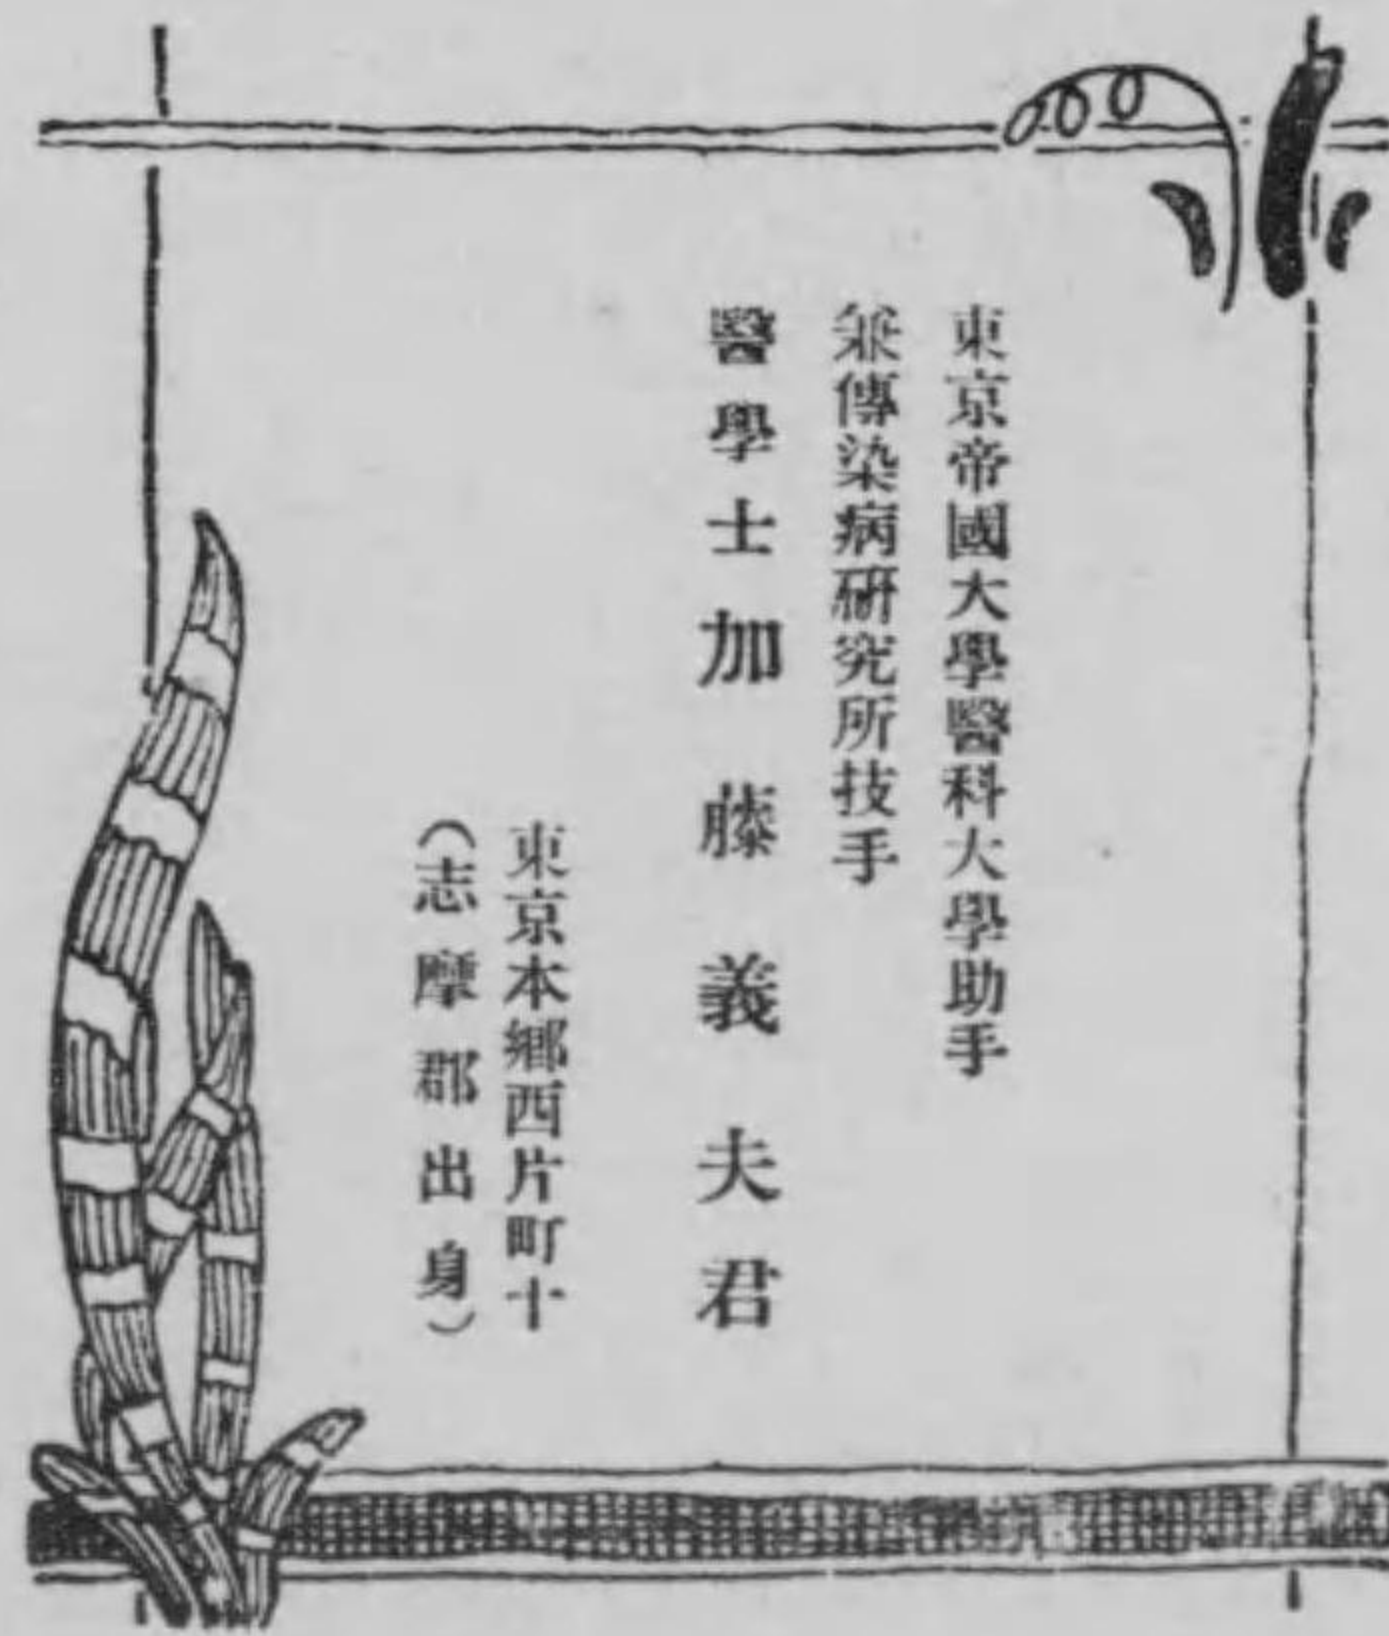 東京帝國大學醫科大學助手
兼傳染病研究所技手
醫學士加藤義夫君
東京本鄕西片町十
(志摩郡出身)